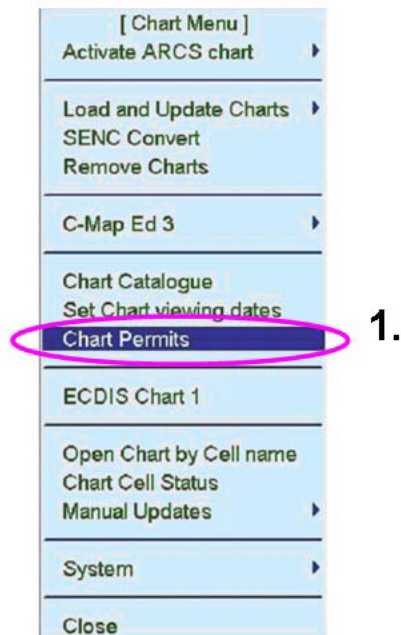 [ Chart Menu ]
Activate ARCS chart
Load and Update Charts
SENC Convert
Remove Charts
C-Map Ed 3
Chart Catalogue
Set Chart viewing dates
Chart Permits
1.
ECDIS Chart 1
Open Chart by Cell name
Chart Cell Status
Manual Updates
System
Close